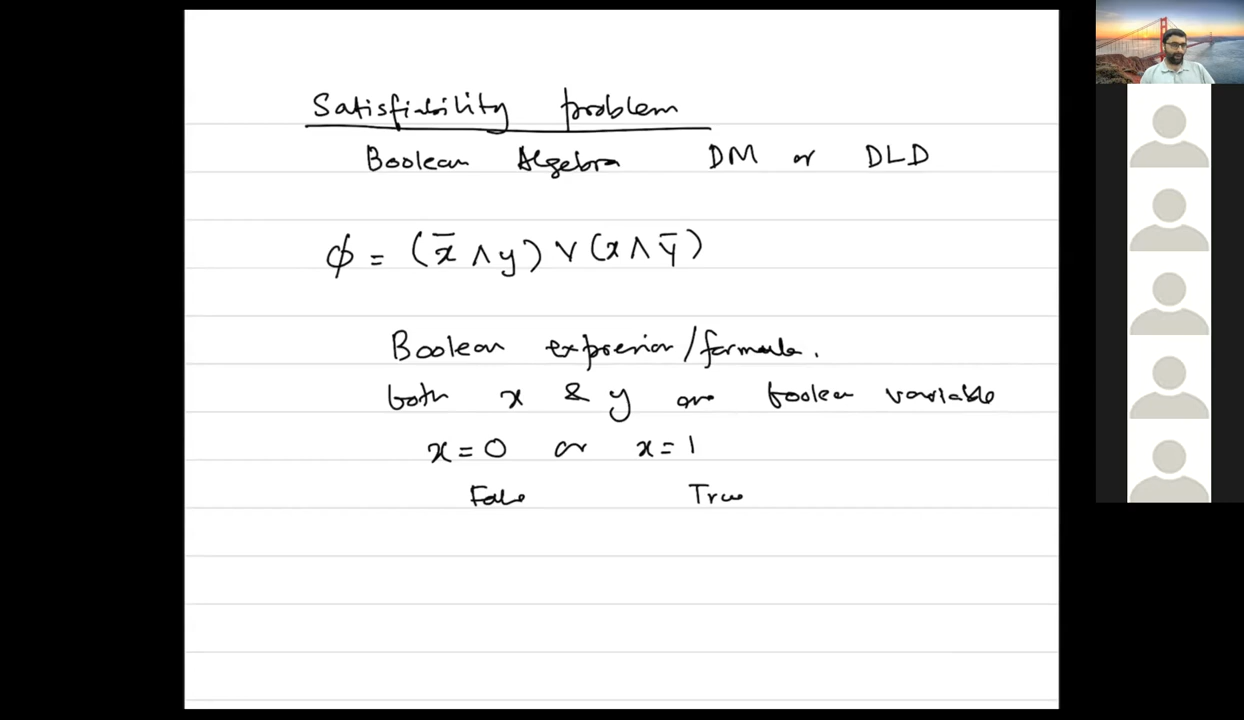 Satisfiability problem
Boolean Algebra DM or DLD
ϕ = (x̄ ∧ y) ∨ (x ∧ ȳ)
Boolean expression/formula.
both x & y are boolean variable
x = 0 or x = 1
False True